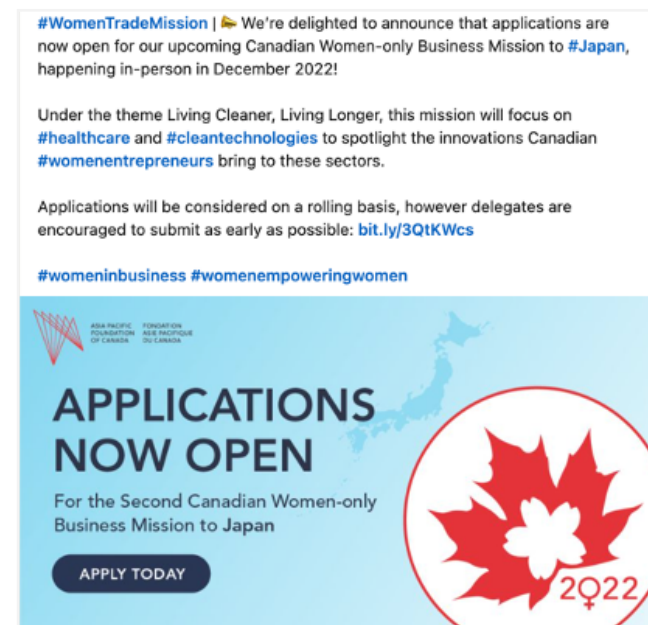 #WomenTradeMission | 📣 We're delighted to announce that applications are
now open for our upcoming Canadian Women-only Business Mission to #Japan,
happening in-person in December 2022!
Under the theme Living Cleaner, Living Longer, this mission will focus on
#healthcare and #cleantechnologies to spotlight the innovations Canadian
#womenentrepreneurs bring to these sectors.
Applications will be considered on a rolling basis, however delegates are
encouraged to submit as early as possible: bit.ly/3QtKWcs
#womeninbusiness #womenempoweringwomen
ASIA PACIFIC
FOUNDATION
OF CANADA
FONDATION
ASIE PACIFIQUE
DU CANADA
APPLICATIONS
NOW OPEN
For the Second Canadian Women-only
Business Mission to Japan
APPLY TODAY
2022